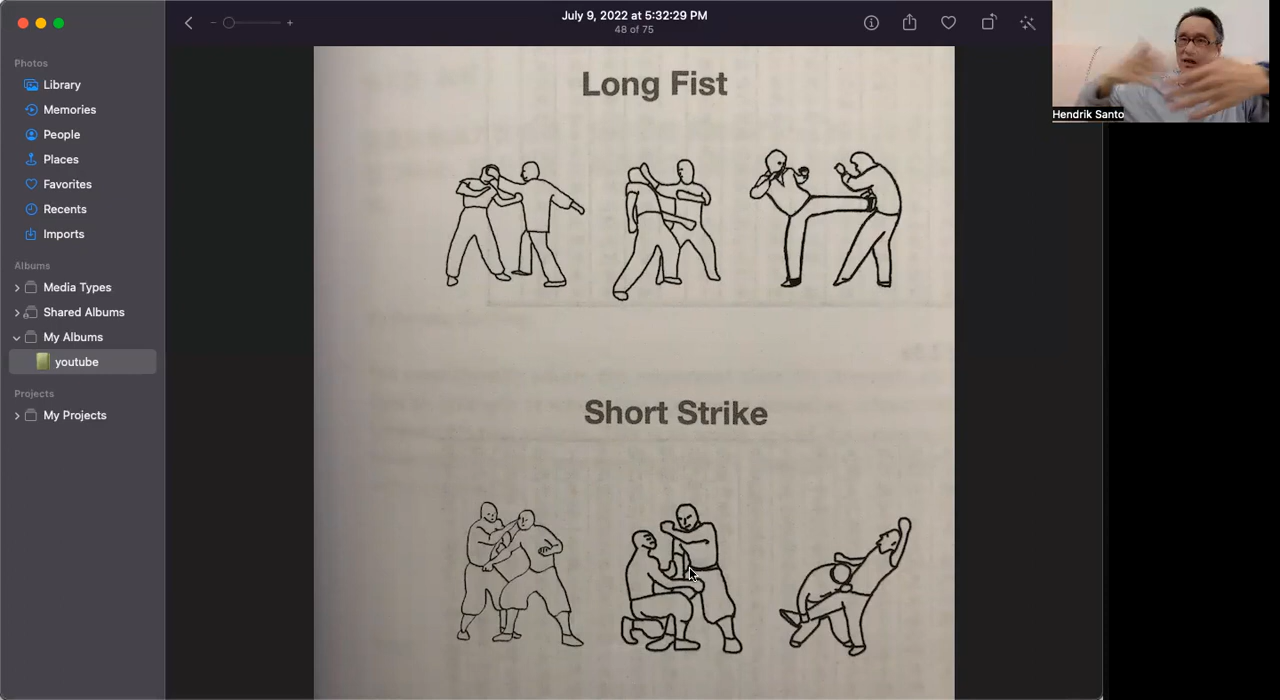 July 9, 2022 at 5:32:29 PM
48 of 75
Photos
Library
Memories
People
Places
Favorites
Recents
Imports
Albums
Media Types
Shared Albums
My Albums
youtube
Projects
My Projects
Long Fist
Short Strike
Hendrik Santo